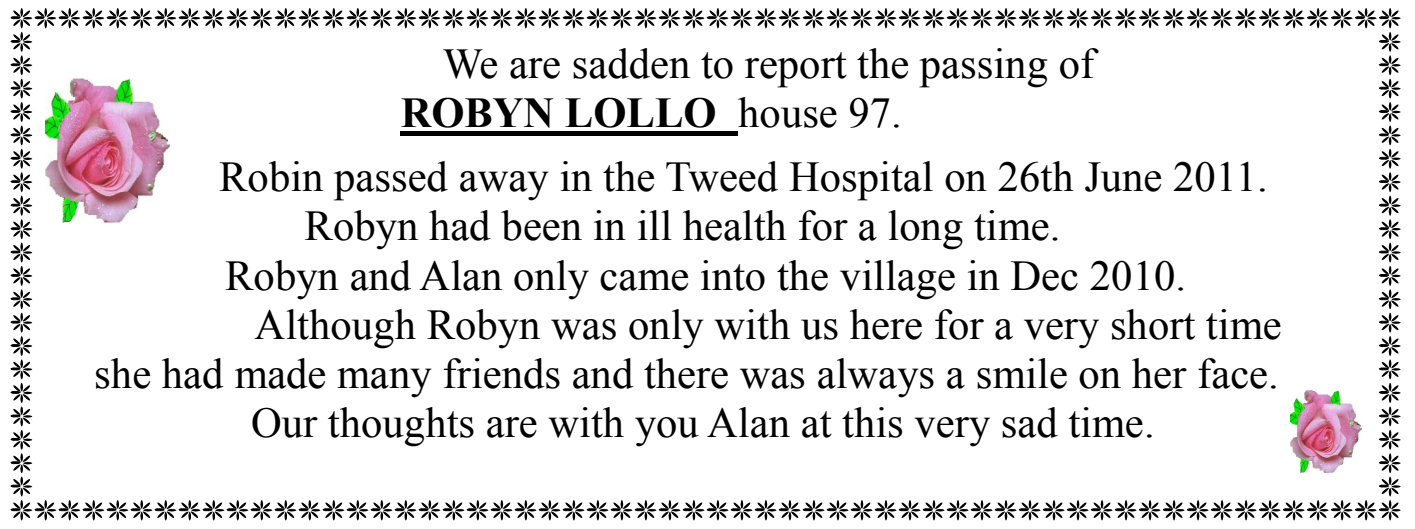 We are sadden to report the passing of
ROBYN LOLLO house 97.
Robin passed away in the Tweed Hospital on 26th June 2011.
Robyn had been in ill health for a long time.
Robyn and Alan only came into the village in Dec 2010.
Although Robyn was only with us here for a very short time
she had made many friends and there was always a smile on her face.
Our thoughts are with you Alan at this very sad time.